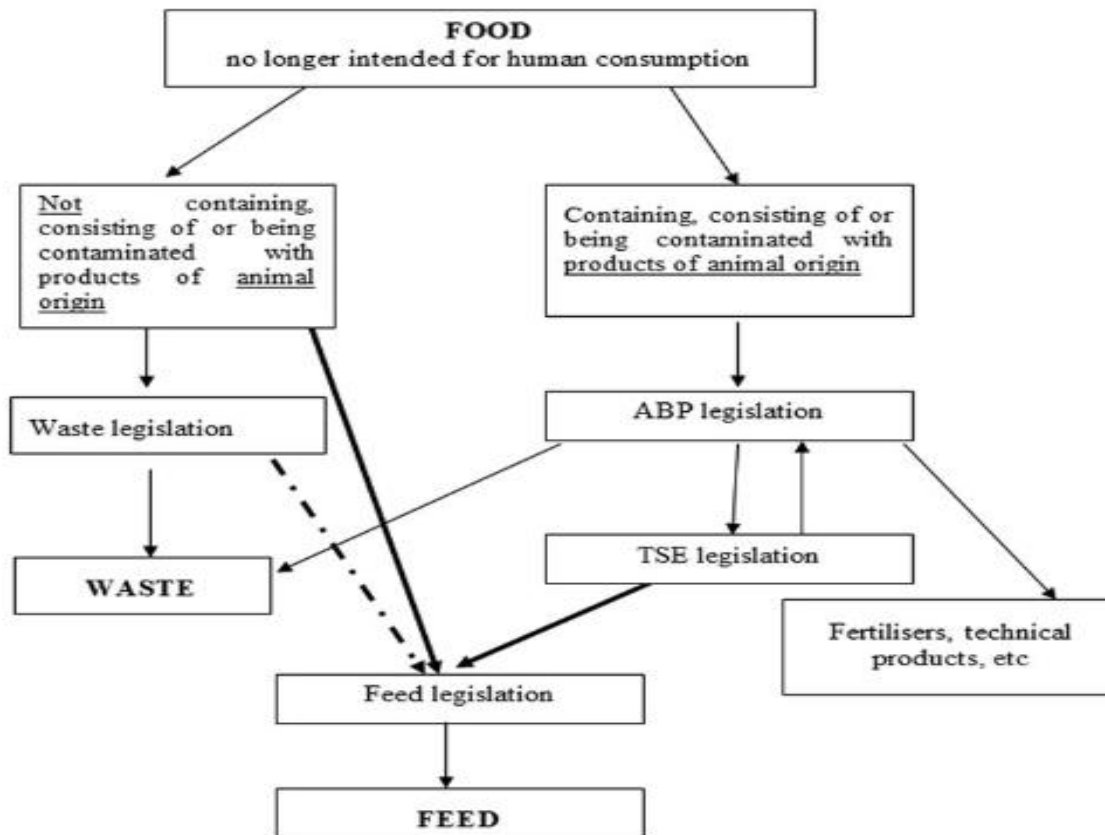 FOOD
no longer intended for human consumption
Not containing,
consisting of or being
contaminated with
products of animal
origin
Containing, consisting of or
being contaminated with
products of animal origin
Waste legislation
ABP legislation
WASTE
TSE legislation
Fertilisers, technical
products, etc
Feed legislation
FEED